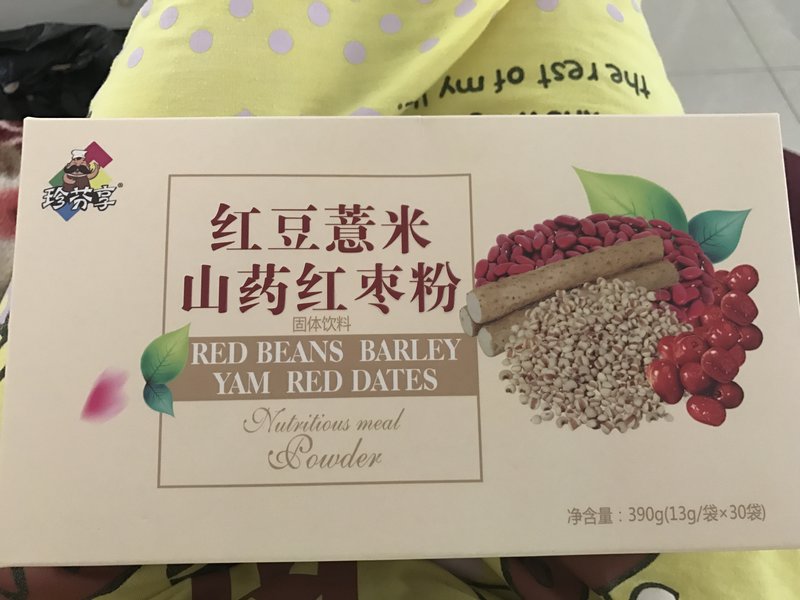 the rest of my li
珍芬享®
红豆薏米
山药红枣粉
固体饮料
RED BEANS BARLEY
YAM RED DATES
Nutritious meal
Powder
净含量：390g(13g/袋×30袋)